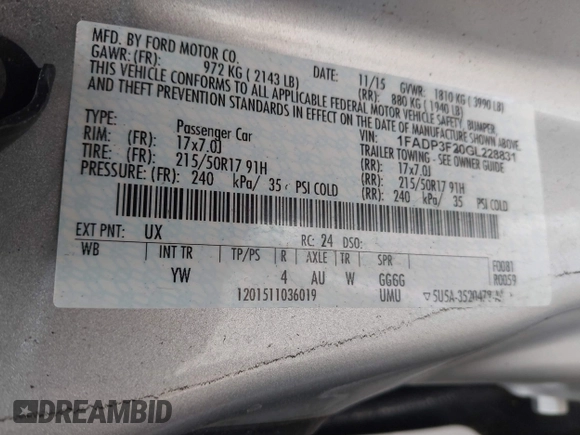 MFD. BY FORD MOTOR CO.
DATE: 11/15 GVWR: 1810 KG ( 3990 LB)
GAWR: (FR): 972 KG ( 2143 LB) (RR): 880 KG ( 1940 LB)
THIS VEHICLE CONFORMS TO ALL APPLICABLE FEDERAL MOTOR VEHICLE SAFETY, BUMPER,
AND THEFT PREVENTION STANDARDS IN EFFECT ON THE DATE OF MANUFACTURE SHOWN ABOVE.
VIN: 1FADP3F20GL228831
TYPE: Passenger Car TRAILER TOWING - SEE OWNER GUIDE
RIM: (FR): 17x7.0J (RR): 17x7.0J
TIRE: (FR): 215/50R17 91H (RR): 215/50R17 91H
PRESSURE: (FR): 240 kPa/ 35 PSI COLD (RR): 240 kPa/ 35 PSI COLD
EXT PNT: UX RC: 24 DSO:
WB INT TR TP/PS R AXLE TR SPR F0081
YW 4 AU W GGGG R0059
1201511036019 UMU ▽ 5U5A-3520472
DREAMBID